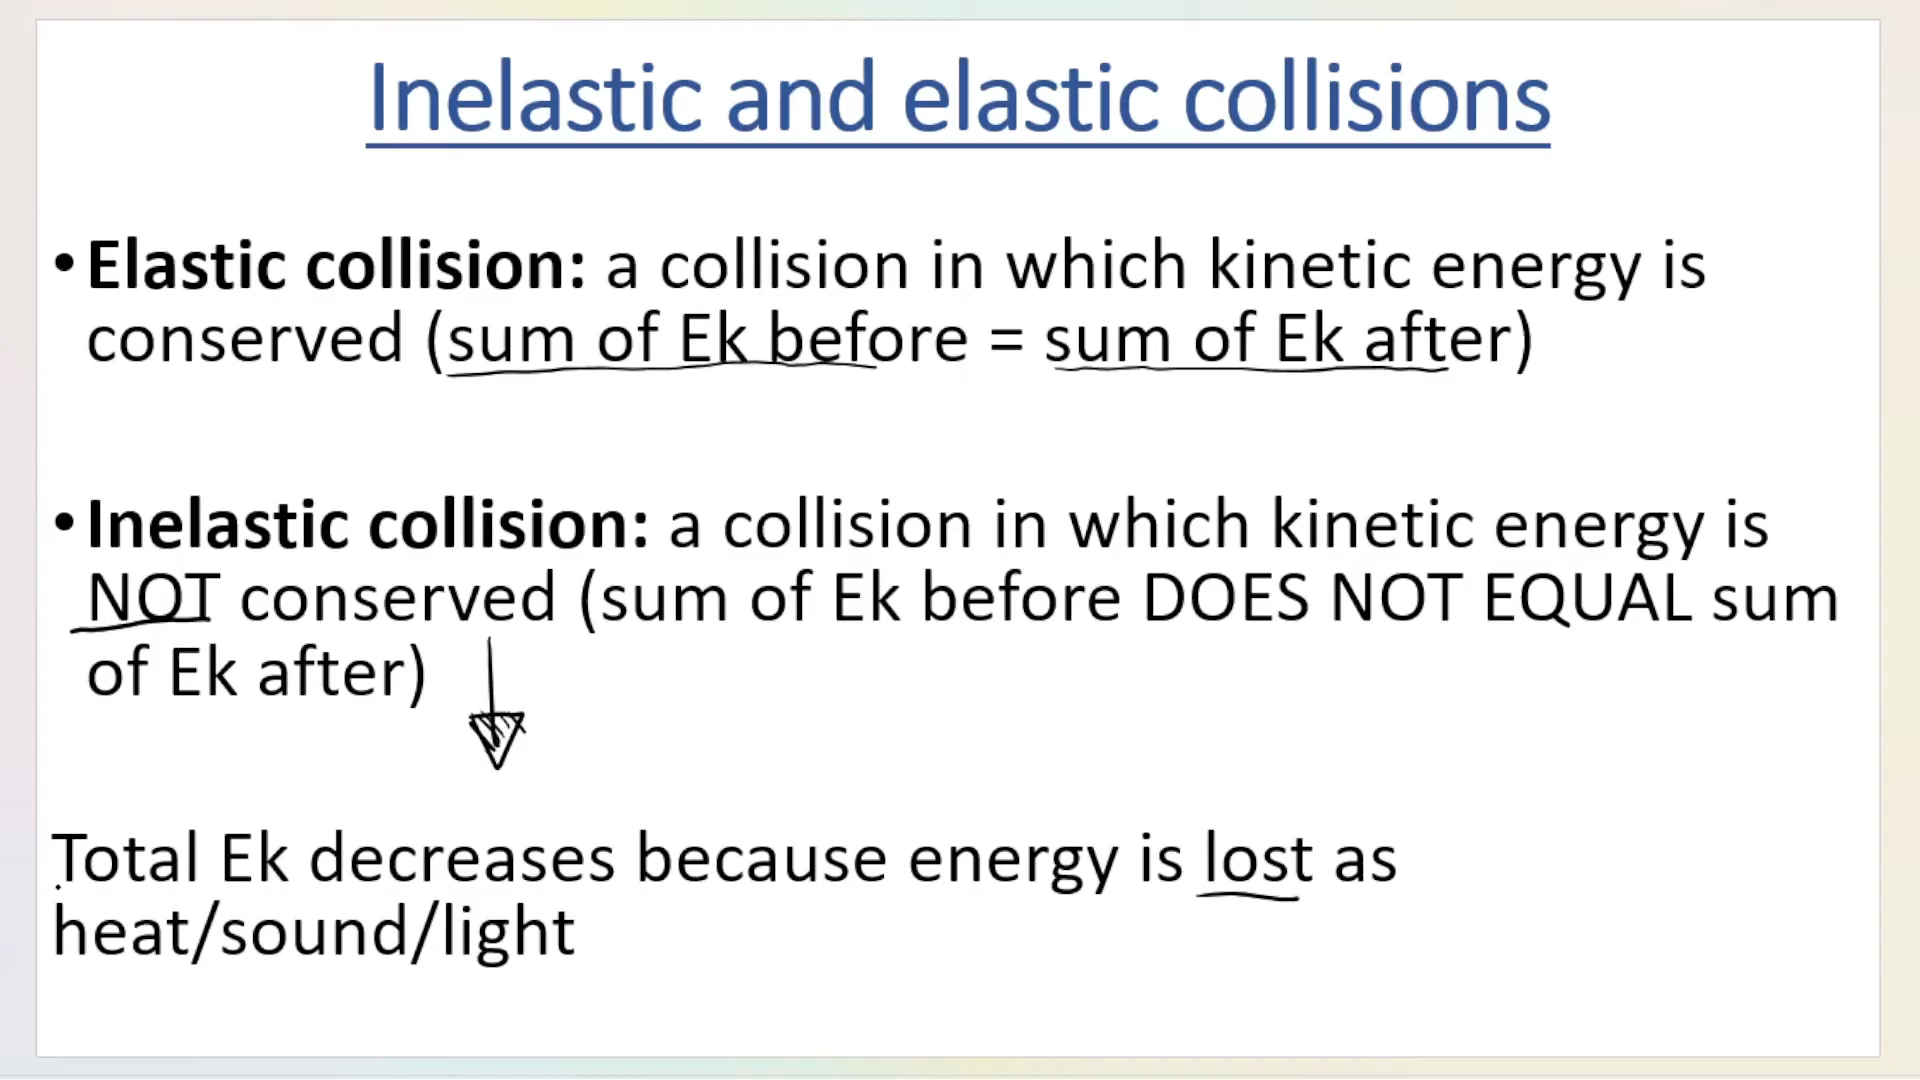 Inelastic and elastic collisions
• Elastic collision: a collision in which kinetic energy is
conserved (sum of Ek before = sum of Ek after)
• Inelastic collision: a collision in which kinetic energy is
NOT conserved (sum of Ek before DOES NOT EQUAL sum
of Ek after)
Total Ek decreases because energy is lost as
heat/sound/light